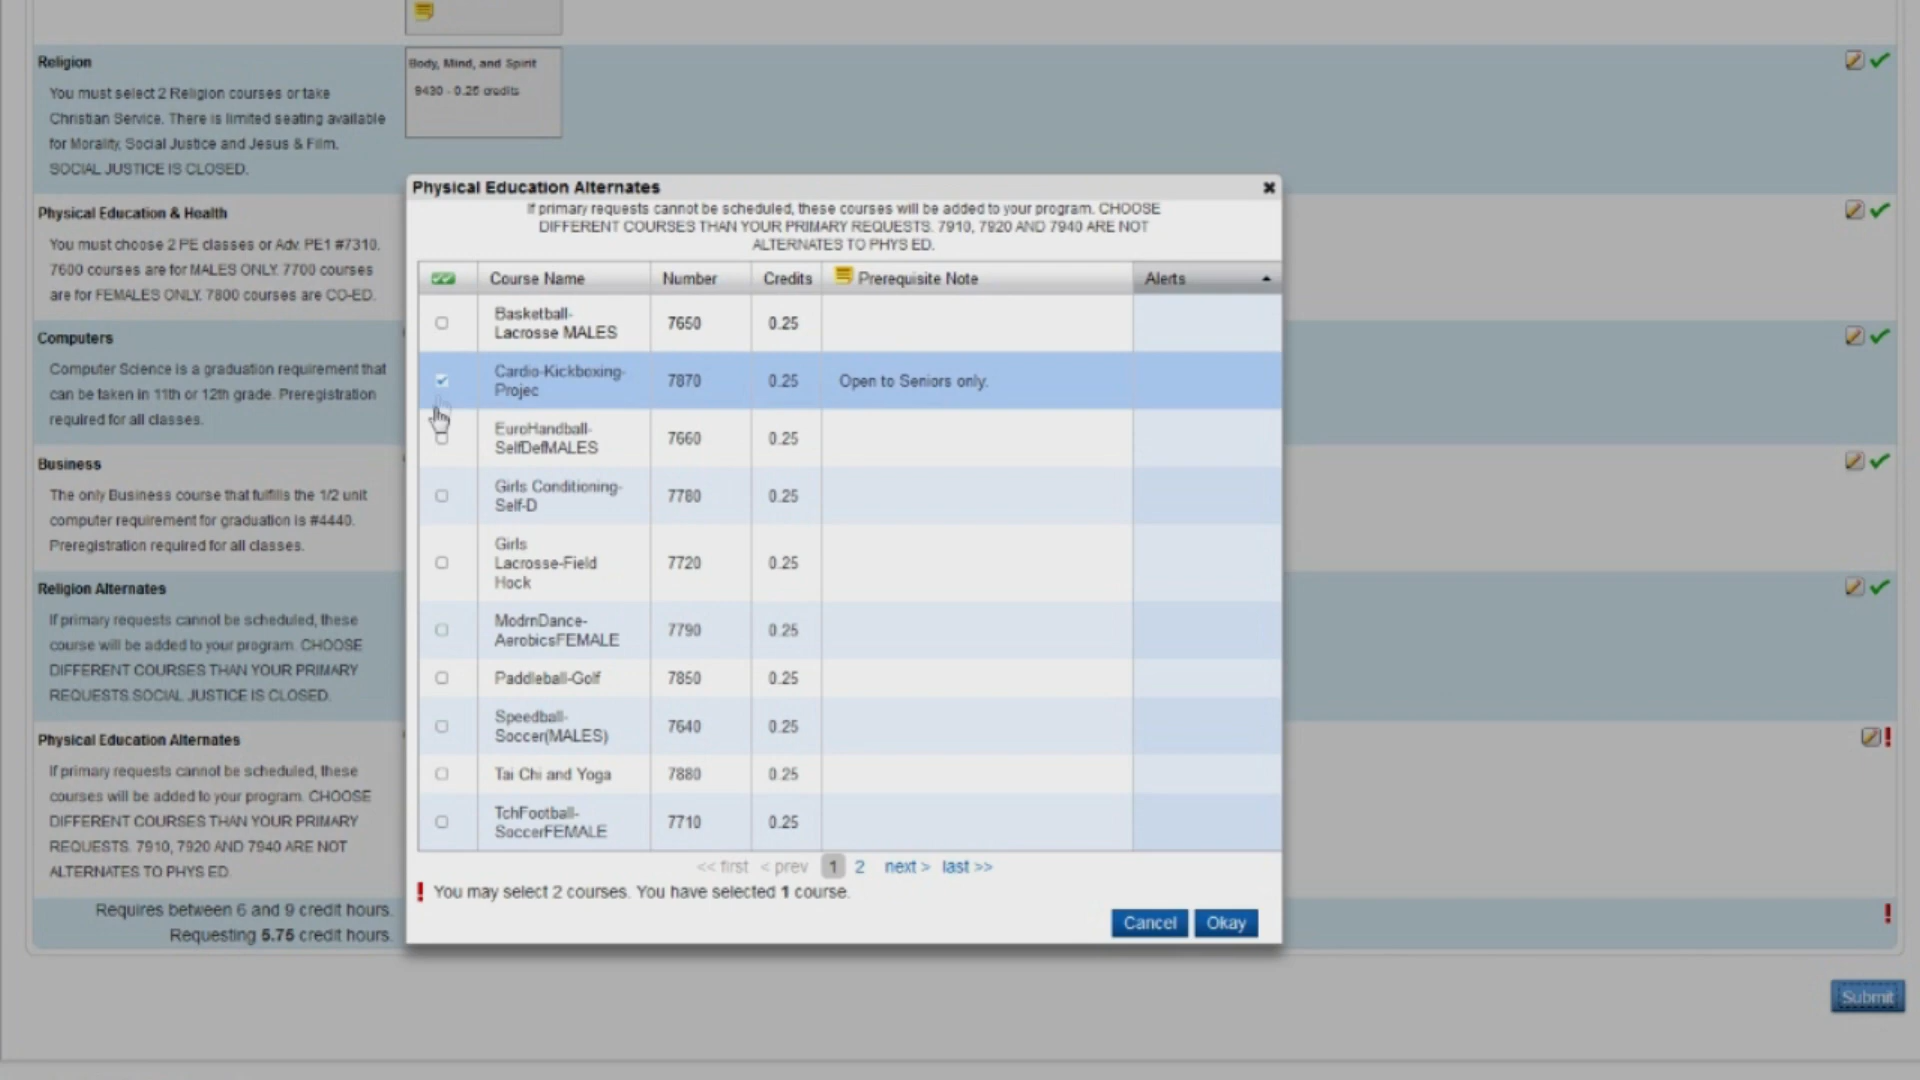 Religion
You must select 2 Religion courses or take
Christian Service. There is limited seating available
for Morality, Social Justice and Jesus & Film.
SOCIAL JUSTICE IS CLOSED.
Body, Mind, and Spirit
9430 - 0.25 credits
Physical Education & Health
You must choose 2 PE classes or Adv. PE1 #7310.
7600 courses are for MALES ONLY. 7700 courses
are for FEMALES ONLY. 7800 courses are CO-ED.
Computers
Computer Science is a graduation requirement that
can be taken in 11th or 12th grade. Preregistration
required for all classes.
Business
The only Business course that fulfills the 1/2 unit
computer requirement for graduation is #4440.
Preregistration required for all classes.
Religion Alternates
If primary requests cannot be scheduled, these
course will be added to your program. CHOOSE
DIFFERENT COURSES THAN YOUR PRIMARY
REQUESTS.SOCIAL JUSTICE IS CLOSED.
Physical Education Alternates
If primary requests cannot be scheduled, these
courses will be added to your program. CHOOSE
DIFFERENT COURSES THAN YOUR PRIMARY
REQUESTS. 7910, 7920 AND 7940 ARE NOT
ALTERNATES TO PHYS ED.
Requires between 6 and 9 credit hours.
Requesting 5.75 credit hours.
Physical Education Alternates
If primary requests cannot be scheduled, these courses will be added to your program. CHOOSE
DIFFERENT COURSES THAN YOUR PRIMARY REQUESTS. 7910, 7920 AND 7940 ARE NOT
ALTERNATES TO PHYS ED.
Course Name Number Credits Prerequisite Note Alerts
Basketball-
Lacrosse MALES 7650 0.25
Cardio-Kickboxing-
Projec 7870 0.25 Open to Seniors only.
EuroHandball-
SelfDefMALES 7660 0.25
Girls Conditioning-
Self-D 7780 0.25
Girls
Lacrosse-Field 7720 0.25
Hock
ModrnDance-
AerobicsFEMALE 7790 0.25
Paddleball-Golf 7850 0.25
Speedball-
Soccer(MALES) 7640 0.25
Tai Chi and Yoga 7880 0.25
TchFootball-
SoccerFEMALE 7710 0.25
<< first < prev 1 2 next > last >>
! You may select 2 courses. You have selected 1 course.
Cancel Okay
Submit